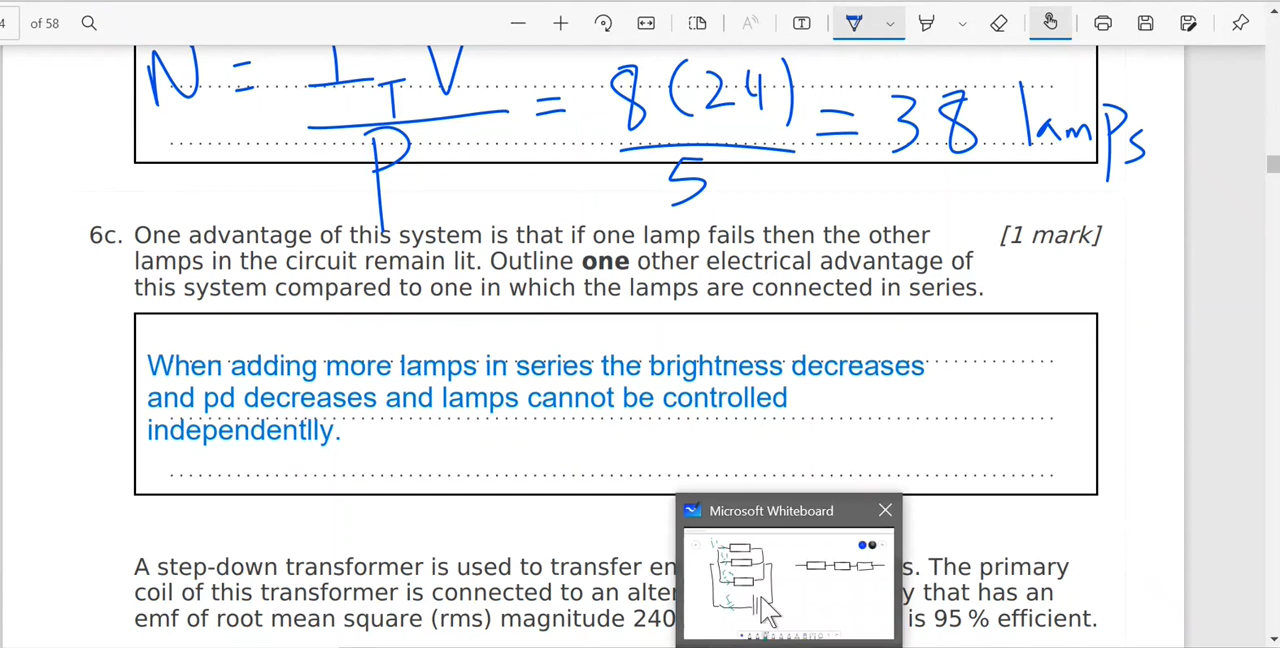 4 of 58
N = I_T V / P = 8(24) / 5 = 38 lamps
6c. One advantage of this system is that if one lamp fails then the other [1 mark]
lamps in the circuit remain lit. Outline one other electrical advantage of
this system compared to one in which the lamps are connected in series.
When adding more lamps in series the brightness decreases
and pd decreases and lamps cannot be controlled
independentlly.
Microsoft Whiteboard
A step-down transformer is used to transfer en s. The primary
coil of this transformer is connected to an alter y that has an
emf of root mean square (rms) magnitude 240 is 95 % efficient.